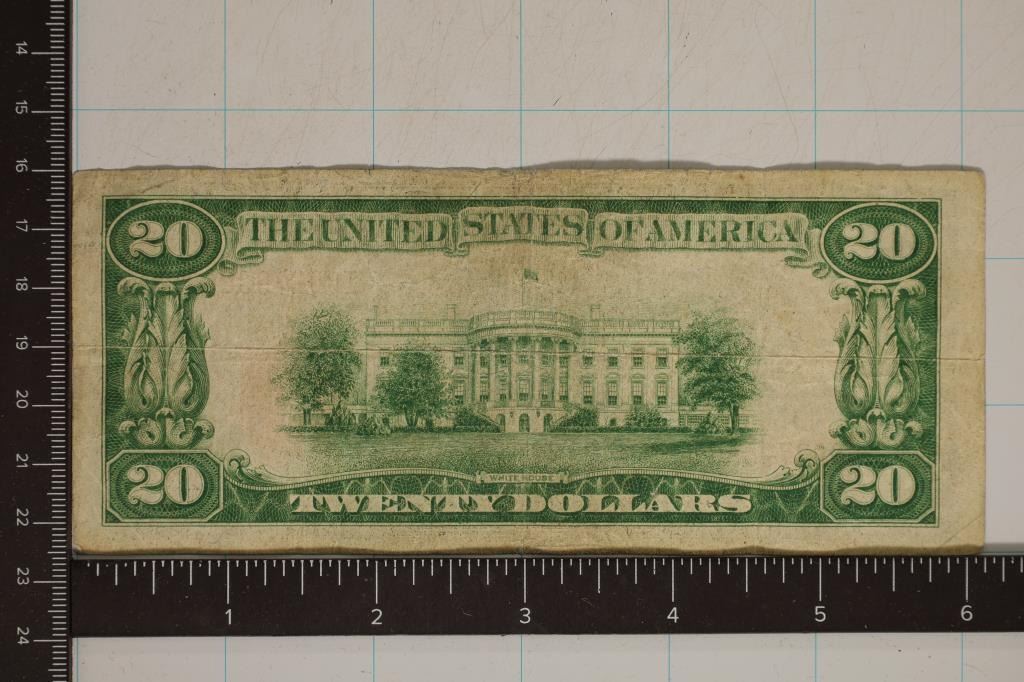 14
15
16
17
18
19
20
21
22
23
24
20 THE UNITED STATES OF AMERICA 20
WHITE HOUSE
20 TWENTY DOLLARS 20
1 2 3 4 5 6